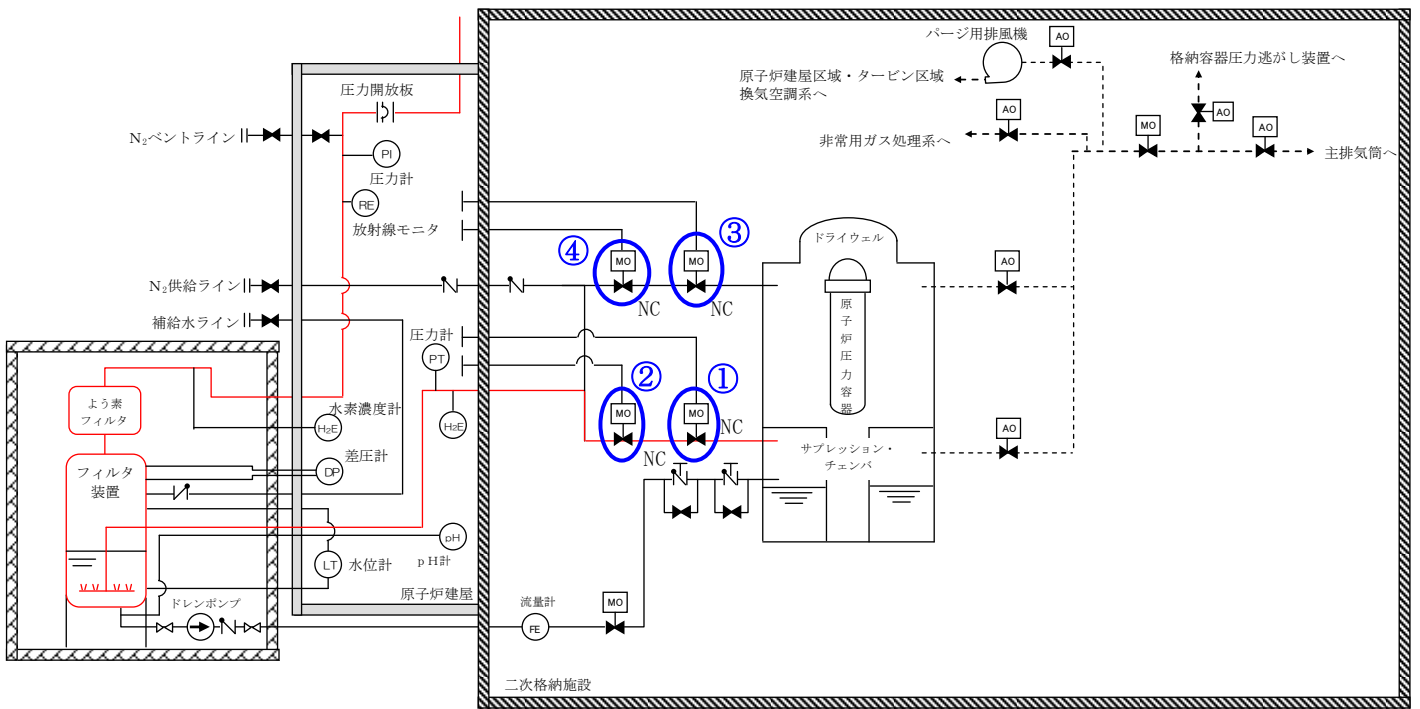 パージ用排風機
AO
格納容器圧力逃がし装置へ
原子炉建屋区域・タービン区域
換気空調系へ
AO
AO
非常用ガス処理系へ
MO
AO
主排気筒へ
圧力開放板
N₂ベントライン
PI
圧力計
RE
放射線モニタ
④
③
MO
MO
NC
NC
ドライウェル
原子炉圧力容器
AO
N₂供給ライン
補給水ライン
圧力計
PT
②
①
MO
MO
NC
NC
よう素
フィルタ
水素濃度計
H₂E
H₂E
AO
サプレッション・
チェンバ
フィルタ
装置
差圧計
DP
pH
pH計
LT
水位計
原子炉建屋
ドレンポンプ
流量計
FE
MO
二次格納施設